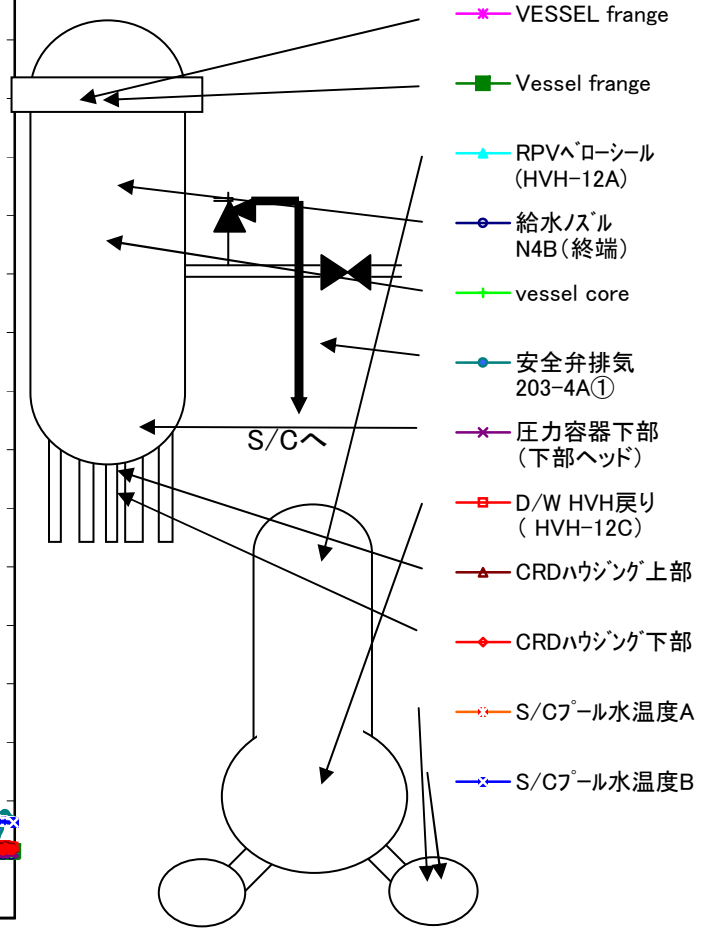 VESSEL frange
Vessel frange
RPVﾍﾞﾛｰｼｰﾙ
(HVH-12A)
給水ﾉｽﾞﾙ
N4B(終端)
vessel core
安全弁排気
203-4A①
圧力容器下部
(下部ヘッド)
D/W HVH戻り
( HVH-12C)
CRDﾊｳｼﾞﾝｸﾞ上部
CRDﾊｳｼﾞﾝｸﾞ下部
S/Cﾌﾟｰﾙ水温度A
S/Cﾌﾟｰﾙ水温度B
S/Cへ